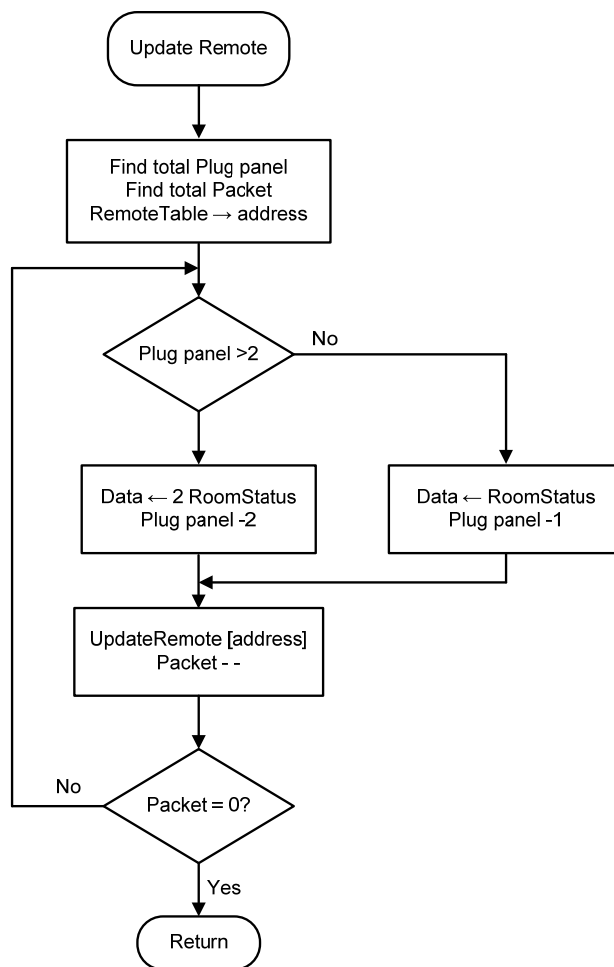 Update Remote
Find total Plug panel
Find total Packet
RemoteTable → address
Plug panel >2
No
Data ← 2 RoomStatus
Plug panel -2
Data ← RoomStatus
Plug panel -1
UpdateRemote [address]
Packet - -
No
Packet = 0?
Yes
Return